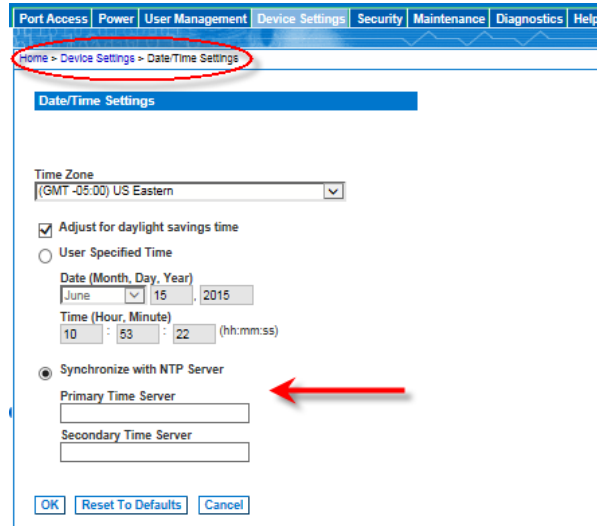 Port Access Power User Management Device Settings Security Maintenance Diagnostics Help
Home > Device Settings > Date/Time Settings
Date/Time Settings
Time Zone
(GMT -05:00) US Eastern
Adjust for daylight savings time
User Specified Time
Date (Month, Day, Year)
June 15 , 2015
Time (Hour, Minute)
10 : 53 : 22 (hh:mm:ss)
Synchronize with NTP Server
Primary Time Server
Secondary Time Server
OK Reset To Defaults Cancel